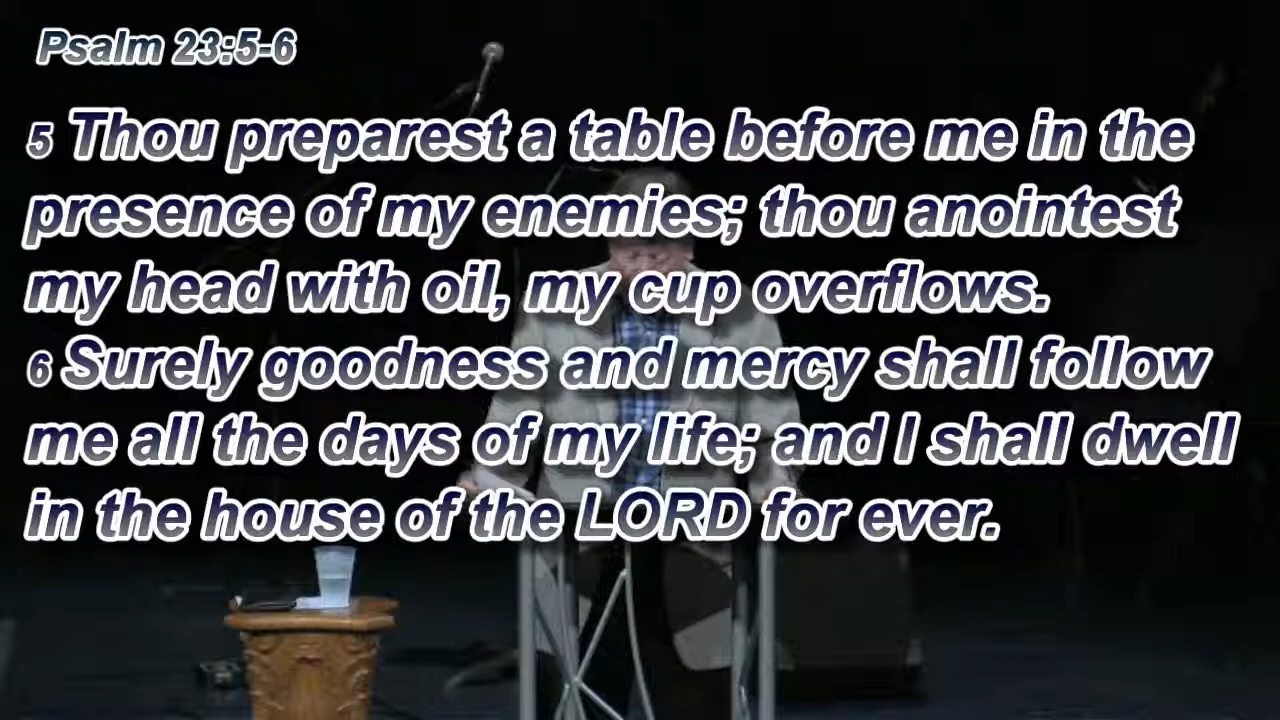 Psalm 23:5-6
5 Thou preparest a table before me in the
presence of my enemies; thou anointest
my head with oil, my cup overflows.
6 Surely goodness and mercy shall follow
me all the days of my life; and I shall dwell
in the house of the LORD for ever.